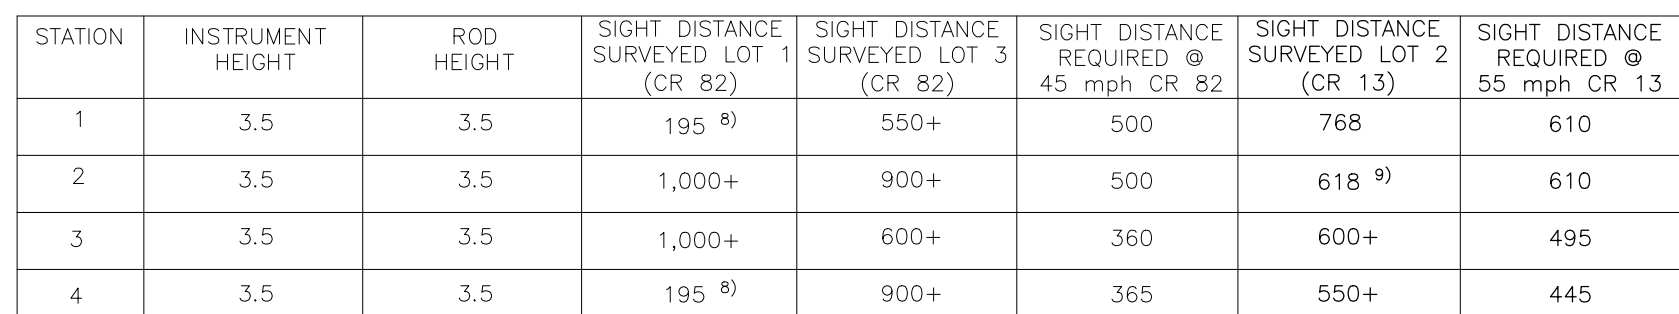 STATION
INSTRUMENT
HEIGHT
ROD
HEIGHT
SIGHT DISTANCE
SURVEYED LOT 1
(CR 82)
SIGHT DISTANCE
SURVEYED LOT 3
(CR 82)
SIGHT DISTANCE
REQUIRED @
45 mph CR 82
SIGHT DISTANCE
SURVEYED LOT 2
(CR 13)
SIGHT DISTANCE
REQUIRED @
55 mph CR 13
1 3.5 3.5 195 8) 550+ 500 768 610
2 3.5 3.5 1,000+ 900+ 500 618 9) 610
3 3.5 3.5 1,000+ 600+ 360 600+ 495
4 3.5 3.5 195 8) 900+ 365 550+ 445